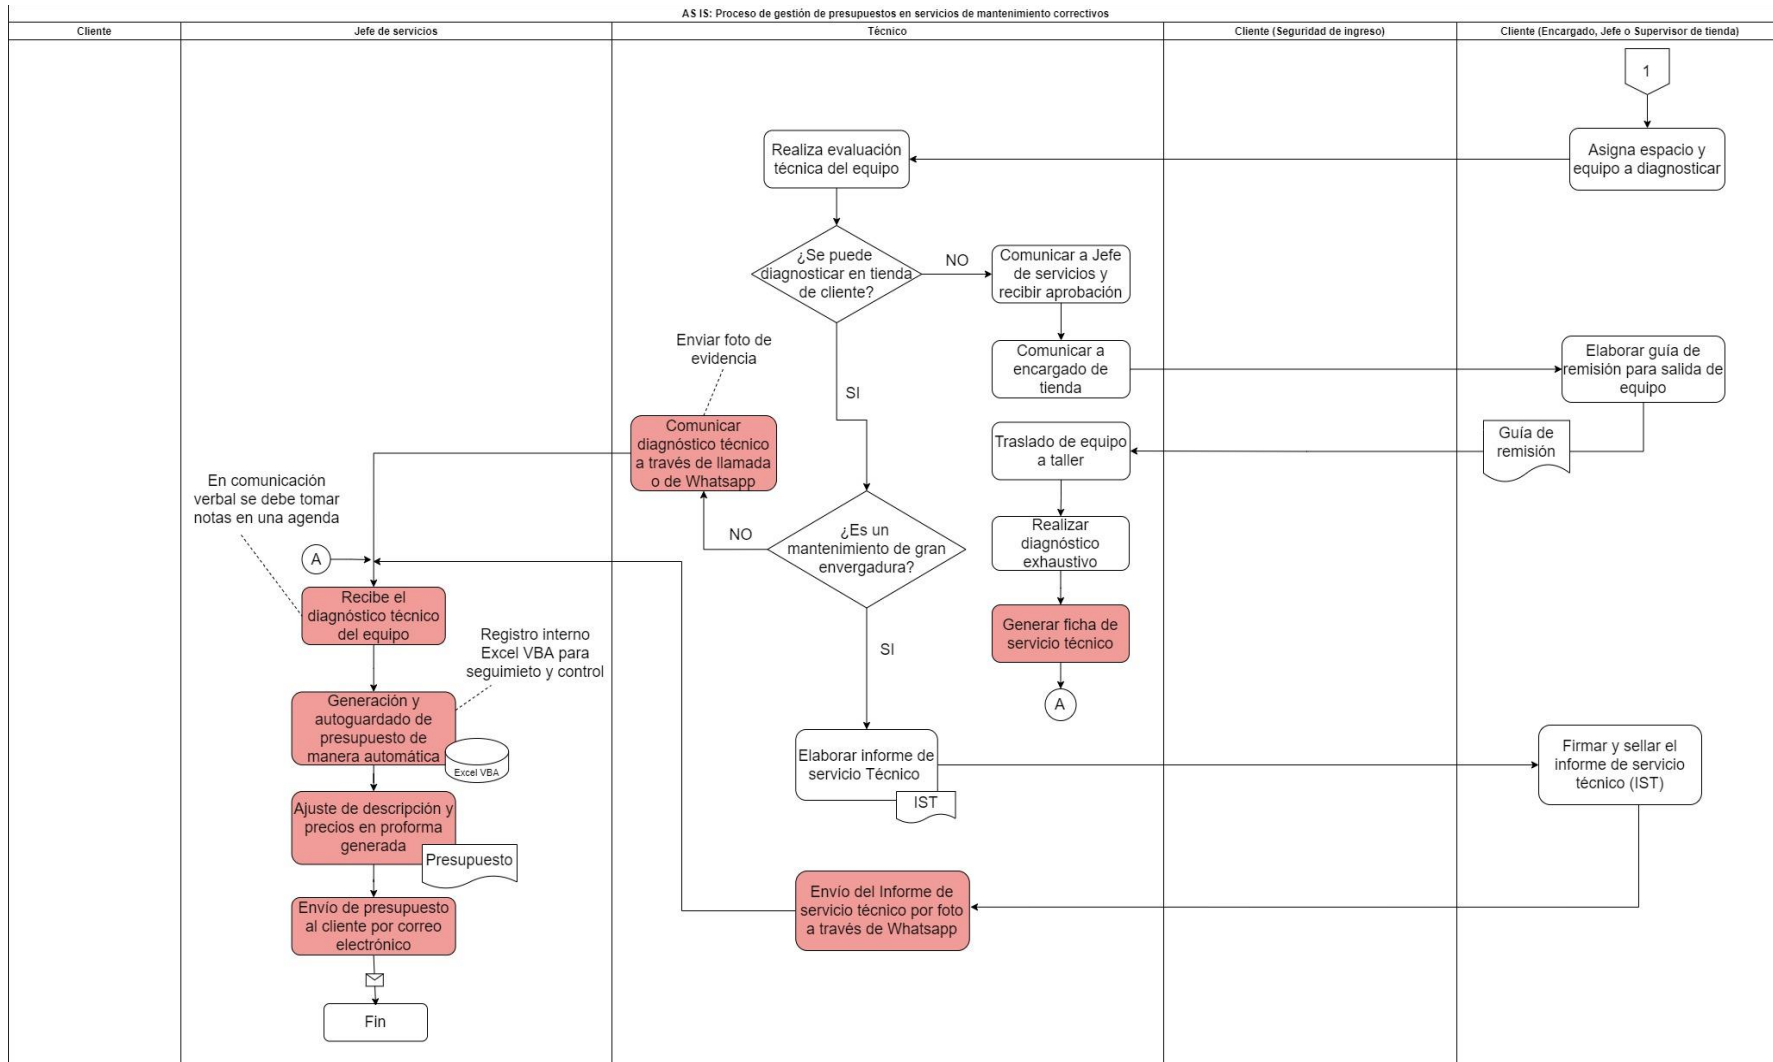 AS IS: Proceso de gestión de presupuestos en servicios de mantenimiento correctivos
Cliente
Jefe de servicios
Técnico
Cliente (Seguridad de ingreso)
Cliente (Encargado, Jefe o Supervisor de tienda)
1
Asigna espacio y
equipo a diagnosticar
Realiza evaluación
técnica del equipo
¿Se puede
diagnosticar en tienda
de cliente?
NO
Comunicar a Jefe
de servicios y
recibir aprobación
SI
Comunicar a
encargado de
tienda
Elaborar guía de
remisión para salida de
equipo
Guía de
remisión
Traslado de equipo
a taller
Realizar
diagnóstico
exhaustivo
Generar ficha de
servicio técnico
A
Enviar foto de
evidencia
Comunicar
diagnóstico técnico
a través de llamada
o de Whatsapp
NO
¿Es un
mantenimiento de gran
envergadura?
SI
Elaborar informe de
servicio Técnico
IST
Firmar y sellar el
informe de servicio
técnico (IST)
Envío del Informe de
servicio técnico por foto
a través de Whatsapp
En comunicación
verbal se debe tomar
notas en una agenda
A
Recibe el
diagnóstico técnico
del equipo
Registro interno
Excel VBA para
seguimieto y control
Generación y
autoguardado de
presupuesto de
manera automática
Excel VBA
Ajuste de descripción y
precios en proforma
generada
Presupuesto
Envío de presupuesto
al cliente por correo
electrónico
Fin